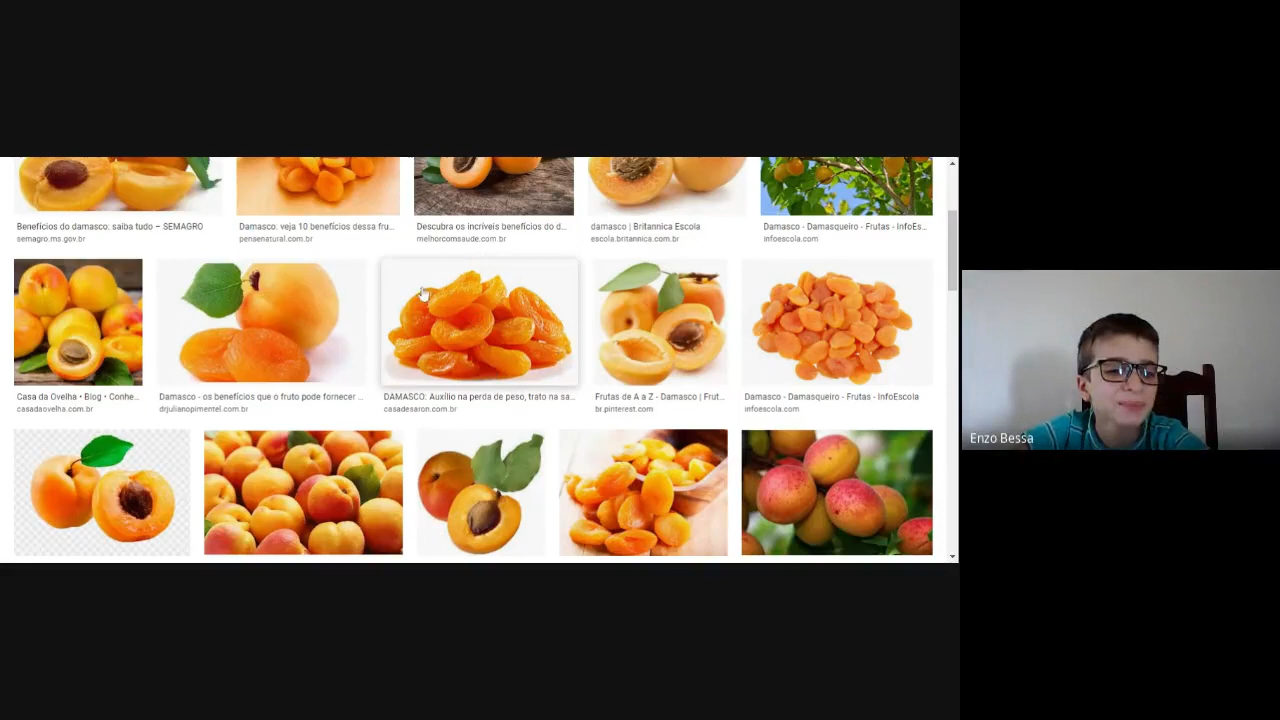 Benefícios do damasco: saiba tudo – SEMAGRO
semagro.ms.gov.br
Damasco: veja 10 benefícios dessa fru...
pensenatural.com.br
Descubra os incríveis benefícios do d...
melhorcomsaude.com.br
damasco | Britannica Escola
escola.britannica.com.br
Damasco - Damasqueiro - Frutas - InfoEs...
infoescola.com
Casa da Ovelha • Blog • Conhe...
casadaovelha.com.br
Damasco - os benefícios que o fruto pode fornecer ...
drjulianopimentel.com.br
DAMASCO: Auxílio na perda de peso, trato na sa...
casadesaron.com.br
Frutas de A a Z - Damasco | Frut...
br.pinterest.com
Damasco - Damasqueiro - Frutas - InfoEscola
infoescola.com
Enzo Bessa